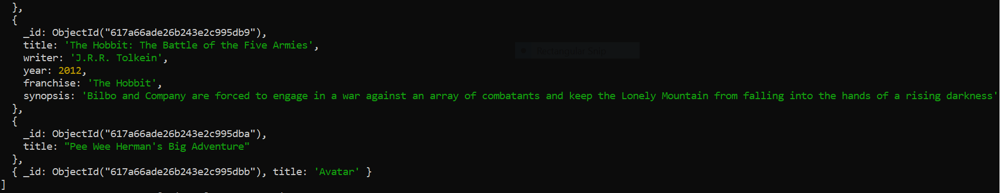 },
{
_id: ObjectId("617a66ade26b243e2c995db9"),
title: 'The Hobbit: The Battle of the Five Armies',
Rectangular Snip
writer: 'J.R.R. Tolkein',
year: 2012,
franchise: 'The Hobbit',
synopsis: 'Bilbo and Company are forced to engage in a war against an array of combatants and keep the Lonely Mountain from falling into the hands of a rising darkness'
},
{
_id: ObjectId("617a66ade26b243e2c995dba"),
title: "Pee Wee Herman's Big Adventure"
},
{ _id: ObjectId("617a66ade26b243e2c995dbb"), title: 'Avatar' }
]